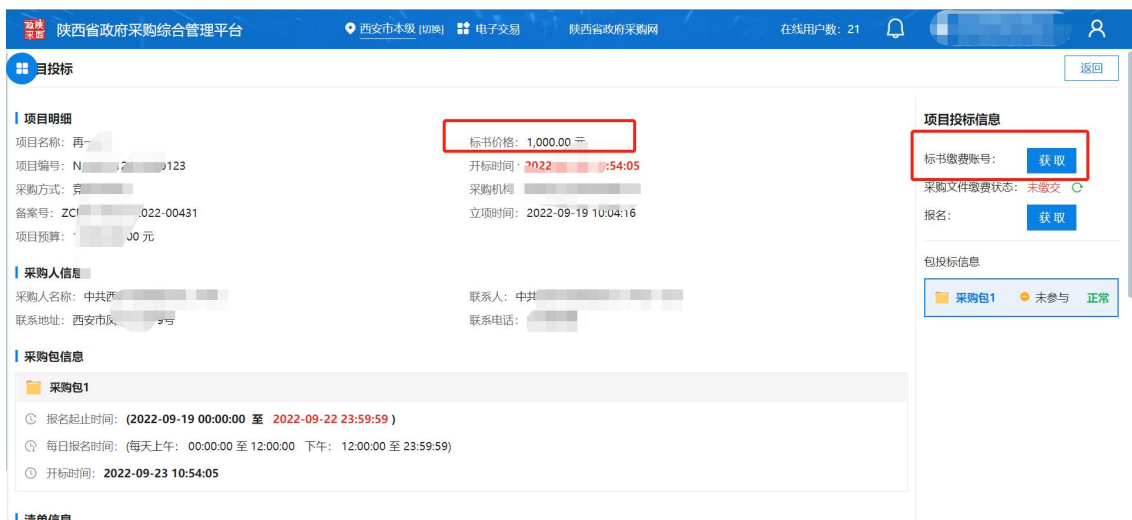 政陕
采西 陕西省政府采购综合管理平台 西安市本级 [切换] 电子交易 陕西省政府采购网 在线用户数：21
目投标 返回
项目明细
项目名称： 再一 标书价格： 1,000.00 元
项目编号： N 2 0123 开标时间： 2022 :54:05
采购方式： 竞 采购机构
备案号： ZC 022-00431 立项时间： 2022-09-19 10:04:16
项目预算： 00 元
采购人信息
采购人名称： 中共西 联系人： 中共
联系地址： 西安市 9号 联系电话：
采购包信息
采购包1
报名起止时间： (2022-09-19 00:00:00 至 2022-09-22 23:59:59 )
每日报名时间： (每天上午： 00:00:00 至 12:00:00 下午： 12:00:00 至 23:59:59)
开标时间： 2022-09-23 10:54:05
清单信息
项目投标信息
标书缴费账号： 获 取
采购文件缴费状态： 未缴交
报名： 获 取
包投标信息
采购包1 未参与 正常